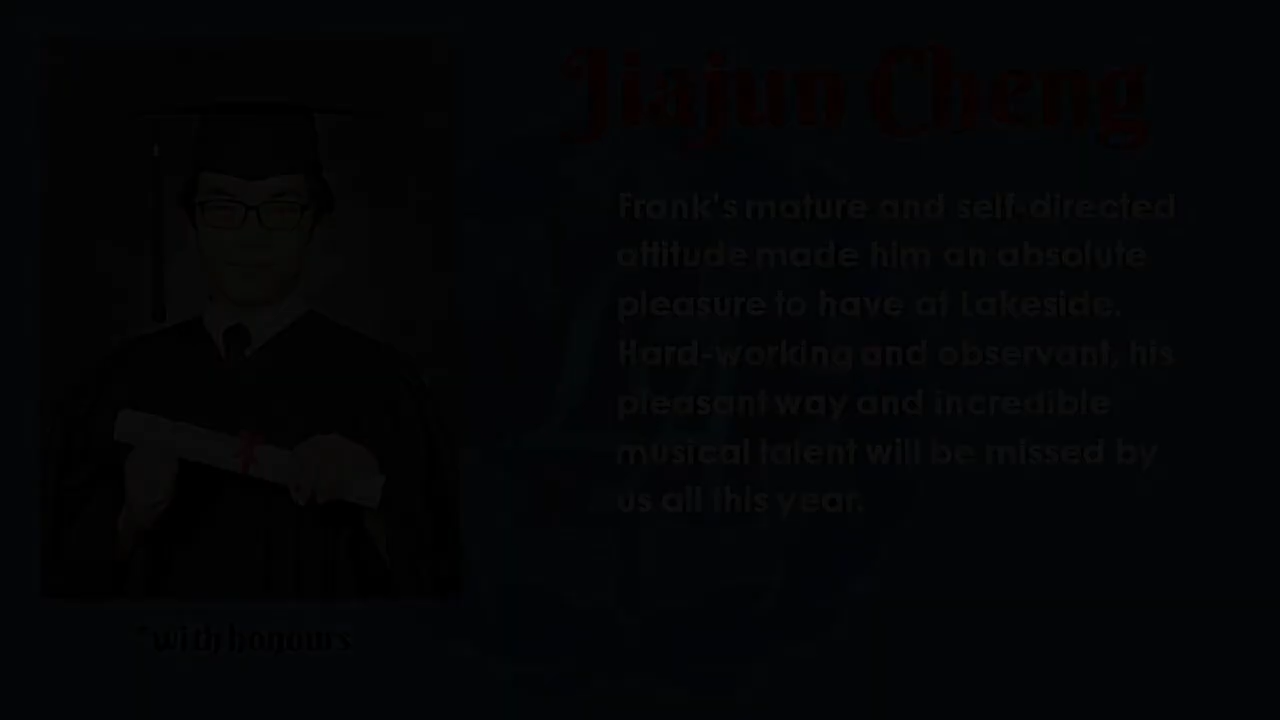 Jiajun Cheng
Frank's mature and self-directed
attitude made him an absolute
pleasure to have at Lakeside.
Hard-working and observant, his
pleasant way and incredible
musical talent will be missed by
us all this year.
*with honours